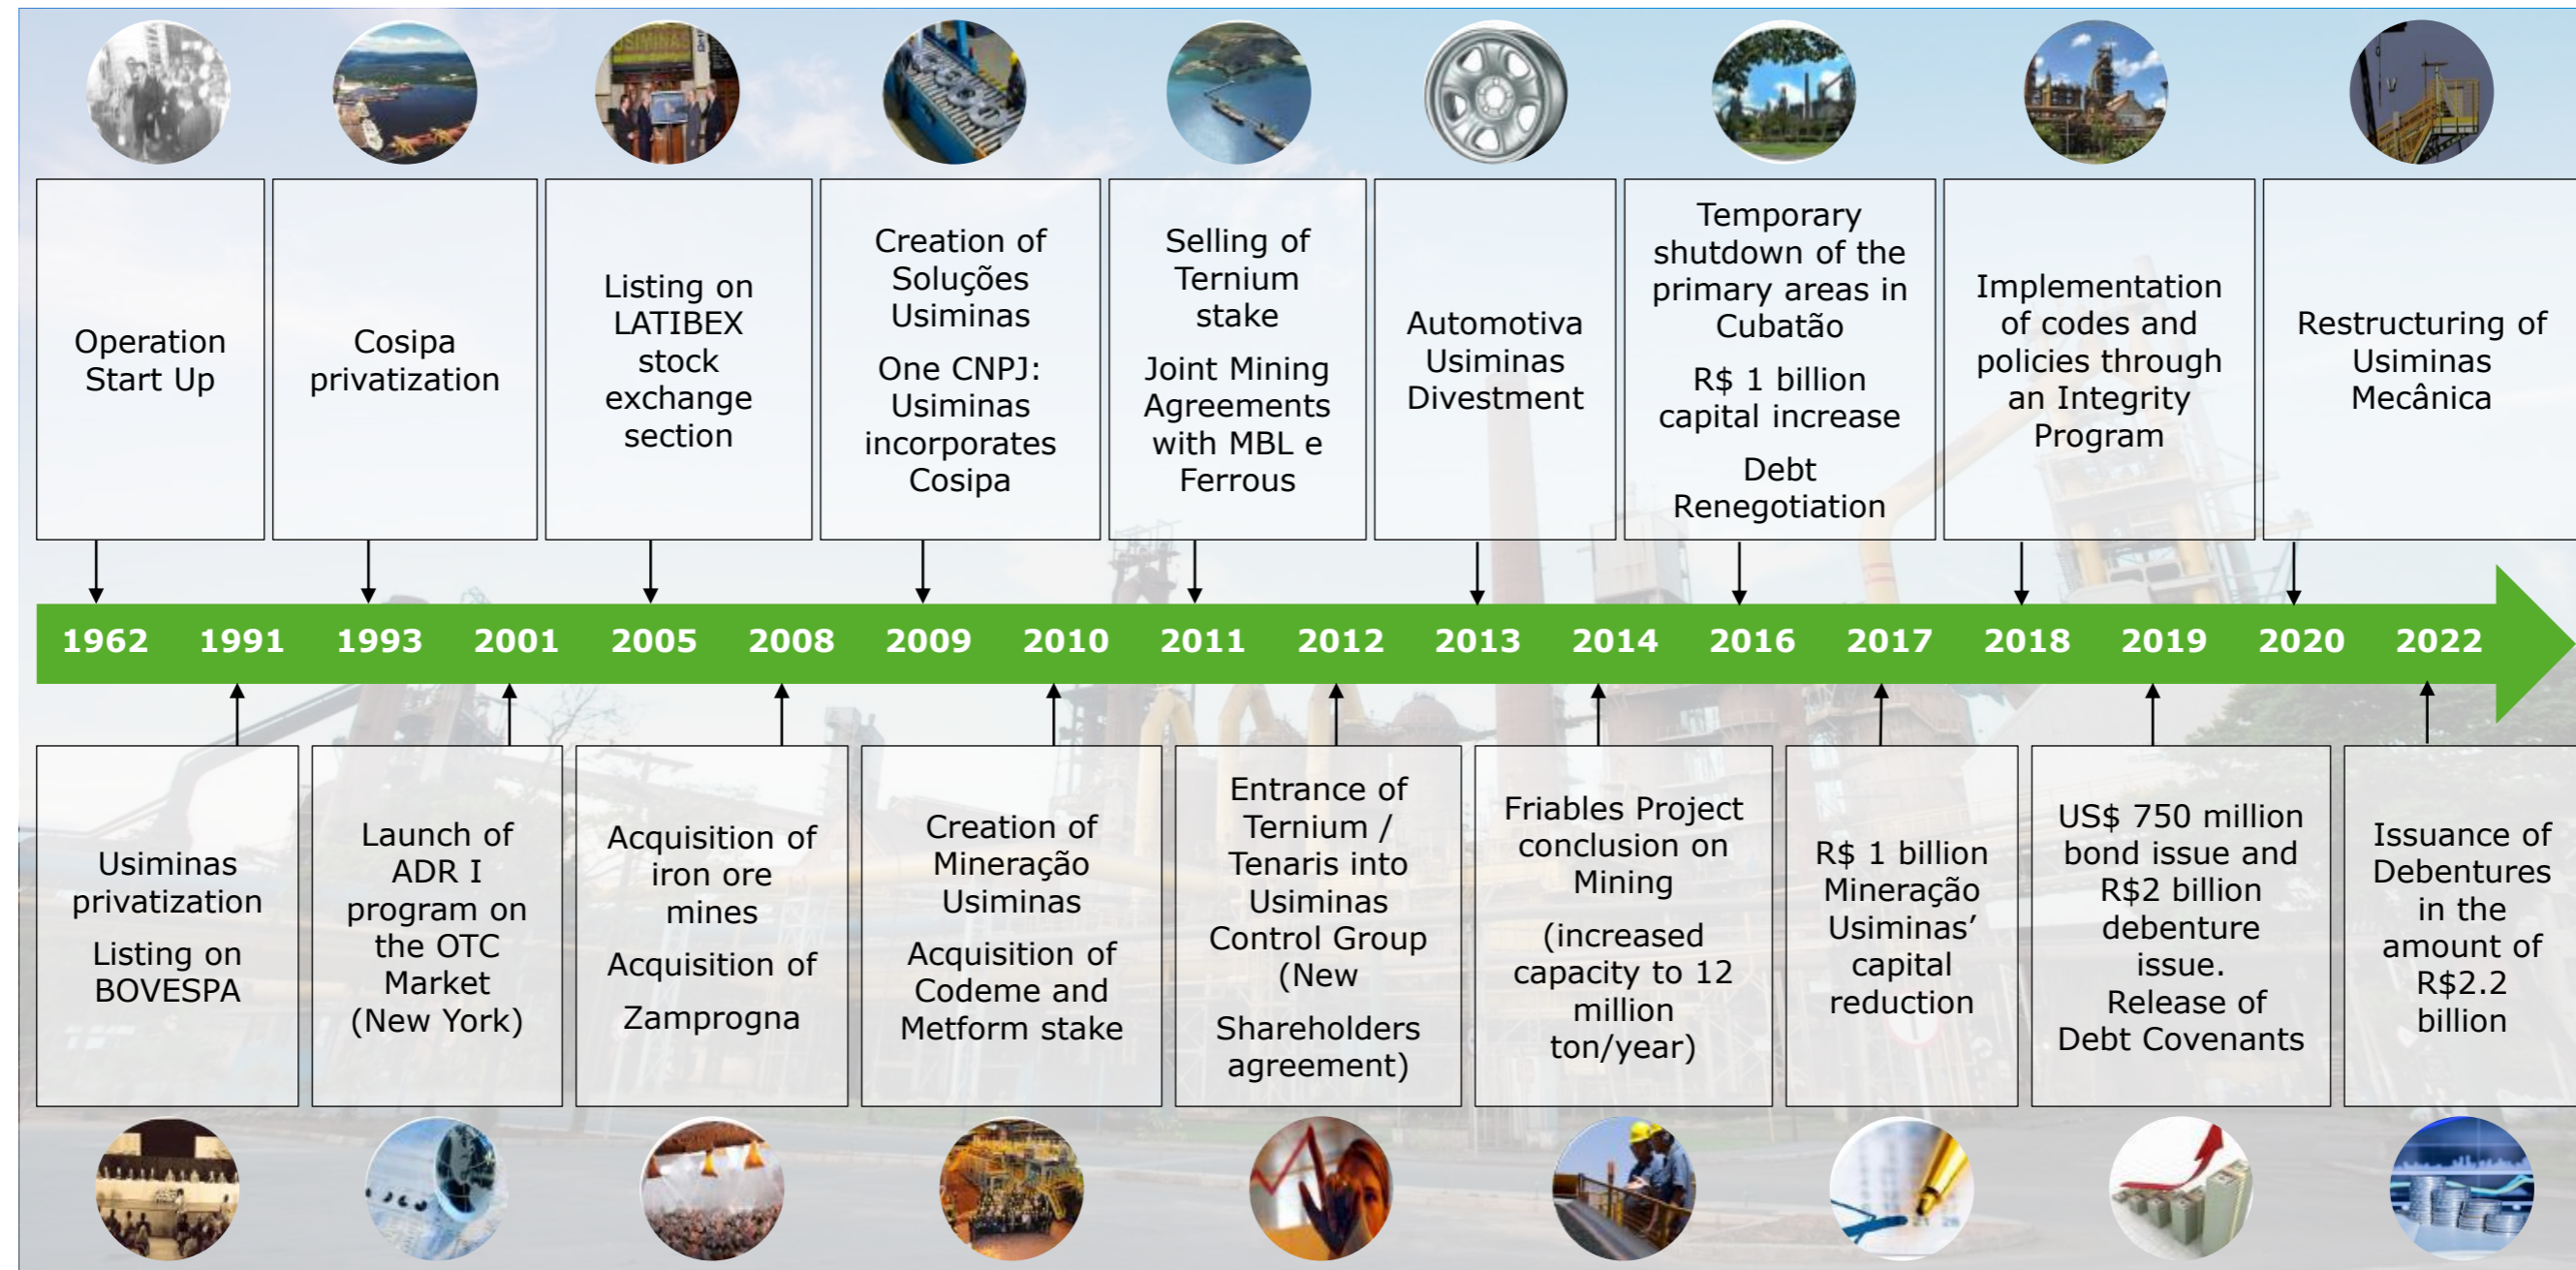 Operation
Start Up
Cosipa
privatization
Listing on
LATIBEX
stock
exchange
section
Creation of
Soluções
Usiminas
One CNPJ:
Usiminas
incorporates
Cosipa
Selling of
Ternium
stake
Joint Mining
Agreements
with MBL e
Ferrous
Automotiva
Usiminas
Divestment
Temporary
shutdown of the
primary areas in
Cubatão
R$ 1 billion
capital increase
Debt
Renegotiation
Implementation
of codes and
policies through
an Integrity
Program
Restructuring of
Usiminas
Mecânica
1962 1991 1993 2001 2005 2008 2009 2010 2011 2012 2013 2014 2016 2017 2018 2019 2020 2022
Usiminas
privatization
Listing on
BOVESPA
Launch of
ADR I
program on
the OTC
Market
(New York)
Acquisition of
iron ore
mines
Acquisition of
Zamprogna
Creation of
Mineração
Usiminas
Acquisition of
Codeme and
Metform stake
Entrance of
Ternium /
Tenaris into
Usiminas
Control Group
(New
Shareholders
agreement)
Friables Project
conclusion on
Mining
(increased
capacity to 12
million
ton/year)
R$ 1 billion
Mineração
Usiminas’
capital
reduction
US$ 750 million
bond issue and
R$2 billion
debenture
issue.
Release of
Debt Covenants
Issuance of
Debentures
in the
amount of
R$2.2
billion